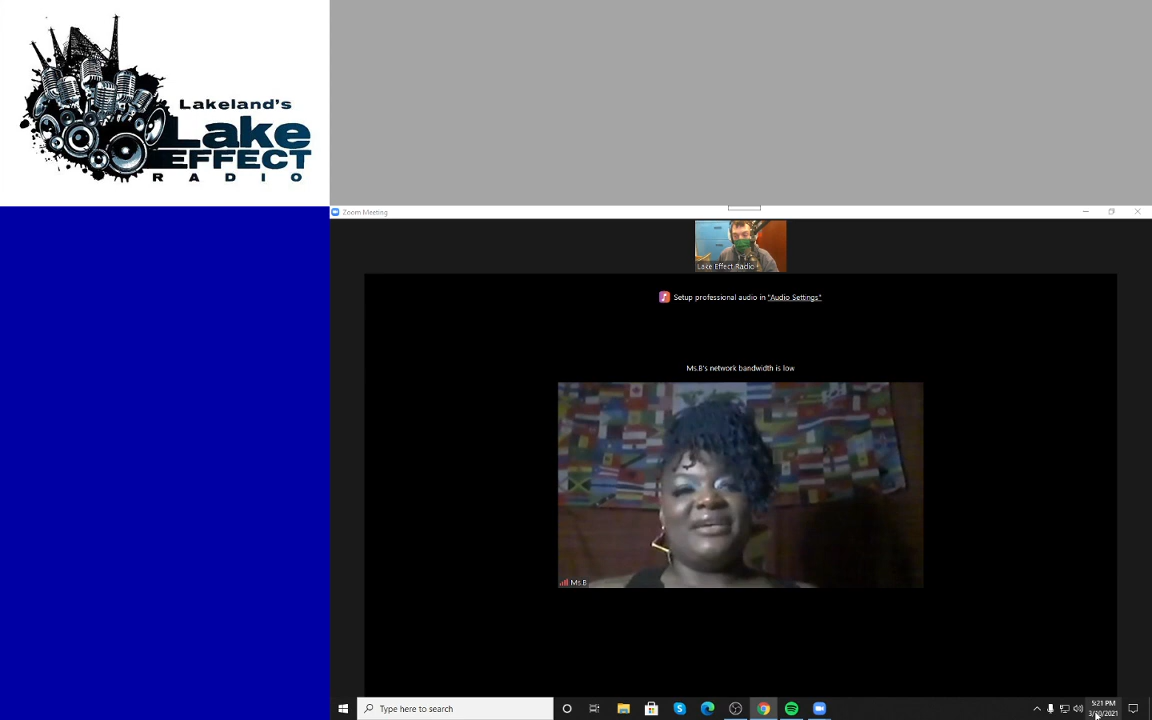 Lakeland's
Lake
EFFECT
RADIO
Zoom Meeting
Lake Effect Radio
Setup professional audio in "Audio Settings"
Ms.B's network bandwidth is low
Ms.B
Type here to search
5:21 PM